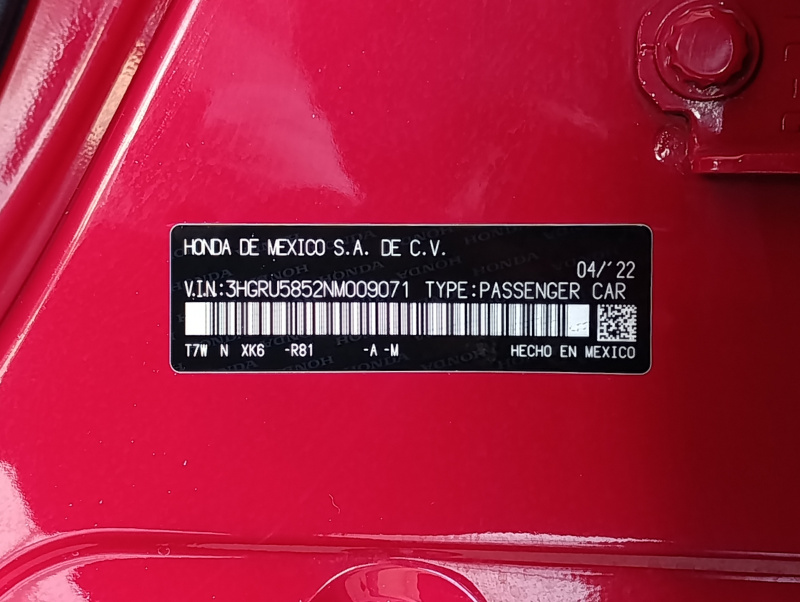 HONDA DE MEXICO S.A. DE C.V.
04/'22
V.I.N.:3HGRU5852NM009071 TYPE:PASSENGER CAR
T7W N XK6 -R81 -A -M HECHO EN MEXICO